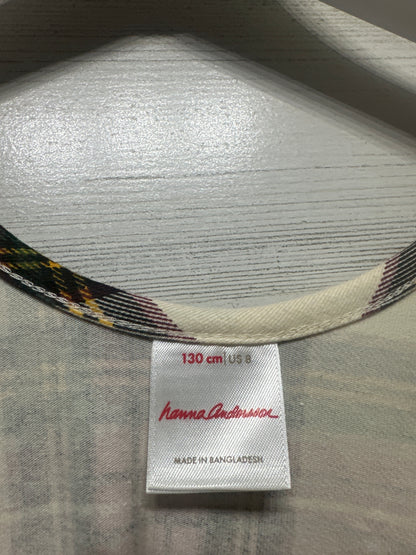 130 cm | US 8
hanna Andersson
MADE IN BANGLADESH